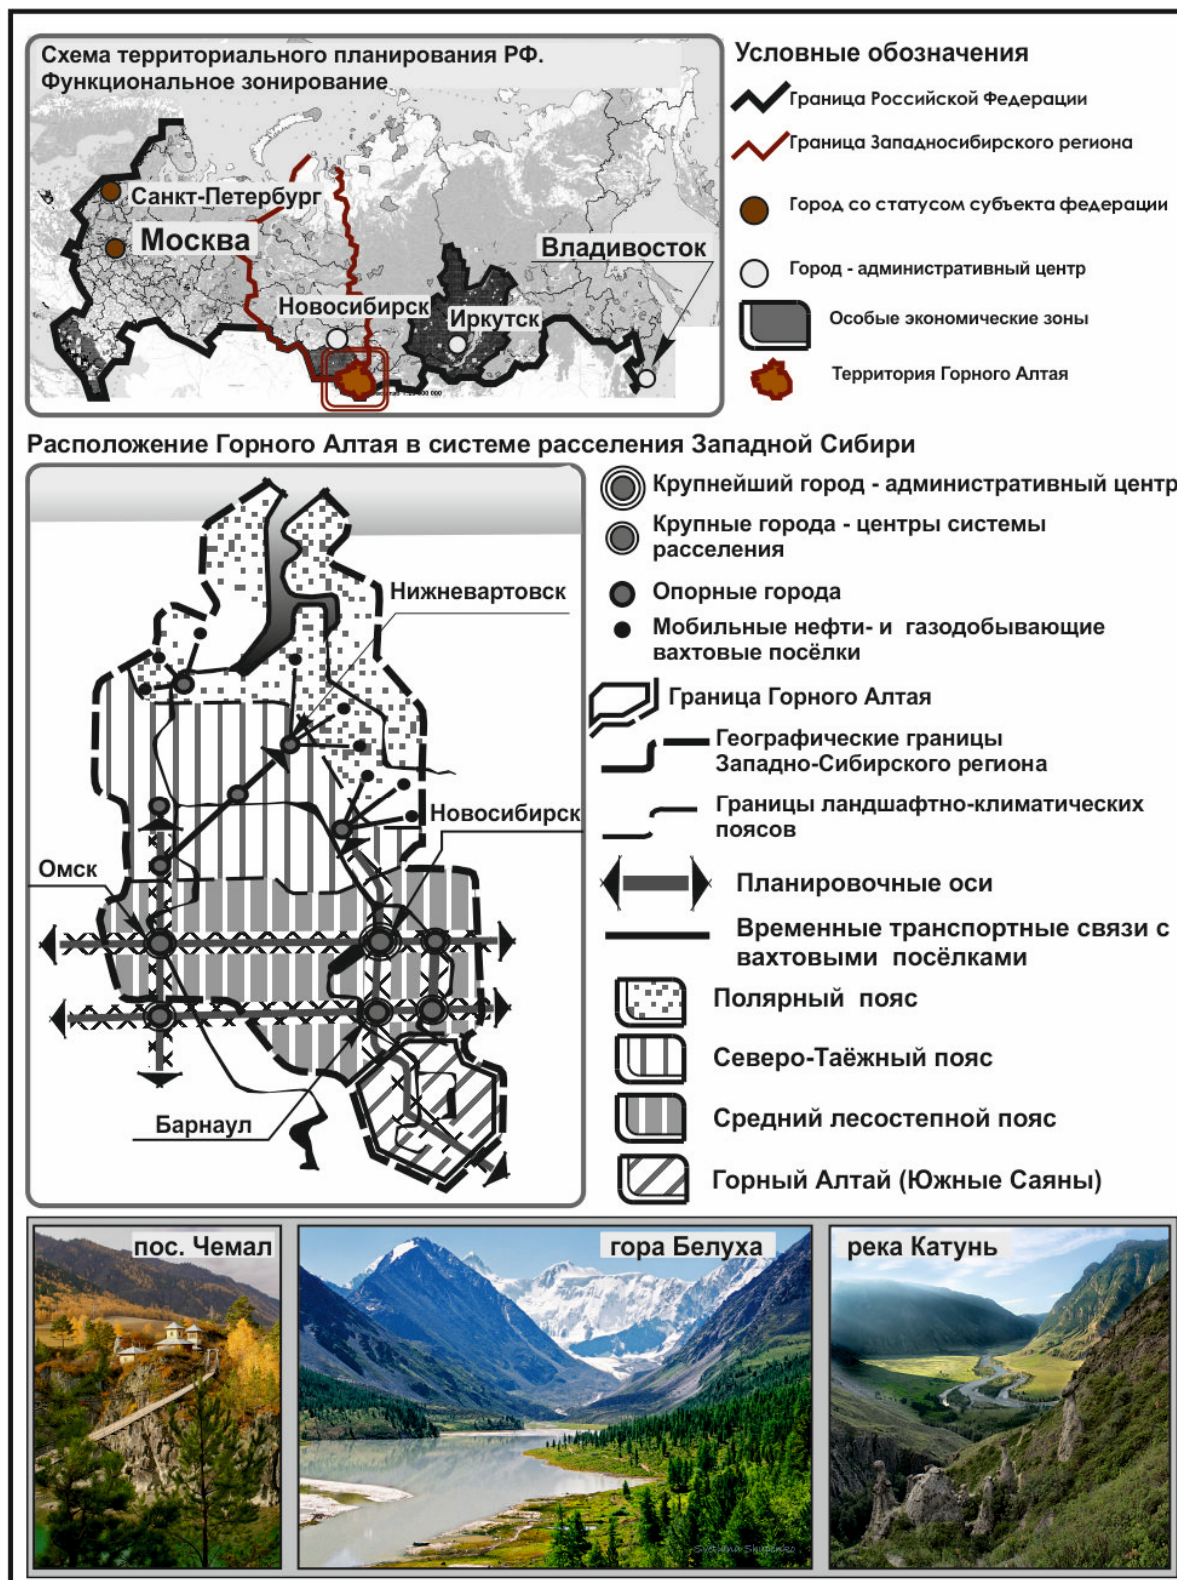 Схема территориального планирования РФ.
Функциональное зонирование
Санкт-Петербург
Москва
Владивосток
Новосибирск
Иркутск
Условные обозначения
Граница Российской Федерации
Граница Западносибирского региона
Город со статусом субъекта федерации
Город - административный центр
Особые экономические зоны
Территория Горного Алтая
Расположение Горного Алтая в системе расселения Западной Сибири
Нижневартовск
Новосибирск
Омск
Барнаул
Крупнейший город - административный центр
Крупные города - центры системы
расселения
Опорные города
Мобильные нефти- и газодобывающие
вахтовые посёлки
Граница Горного Алтая
Географические границы
Западно-Сибирского региона
Границы ландшафтно-климатических
поясов
Планировочные оси
Временные транспортные связи с
вахтовыми посёлками
Полярный пояс
Северо-Таёжный пояс
Средний лесостепной пояс
Горный Алтай (Южные Саяны)
пос. Чемал
гора Белуха
река Катунь